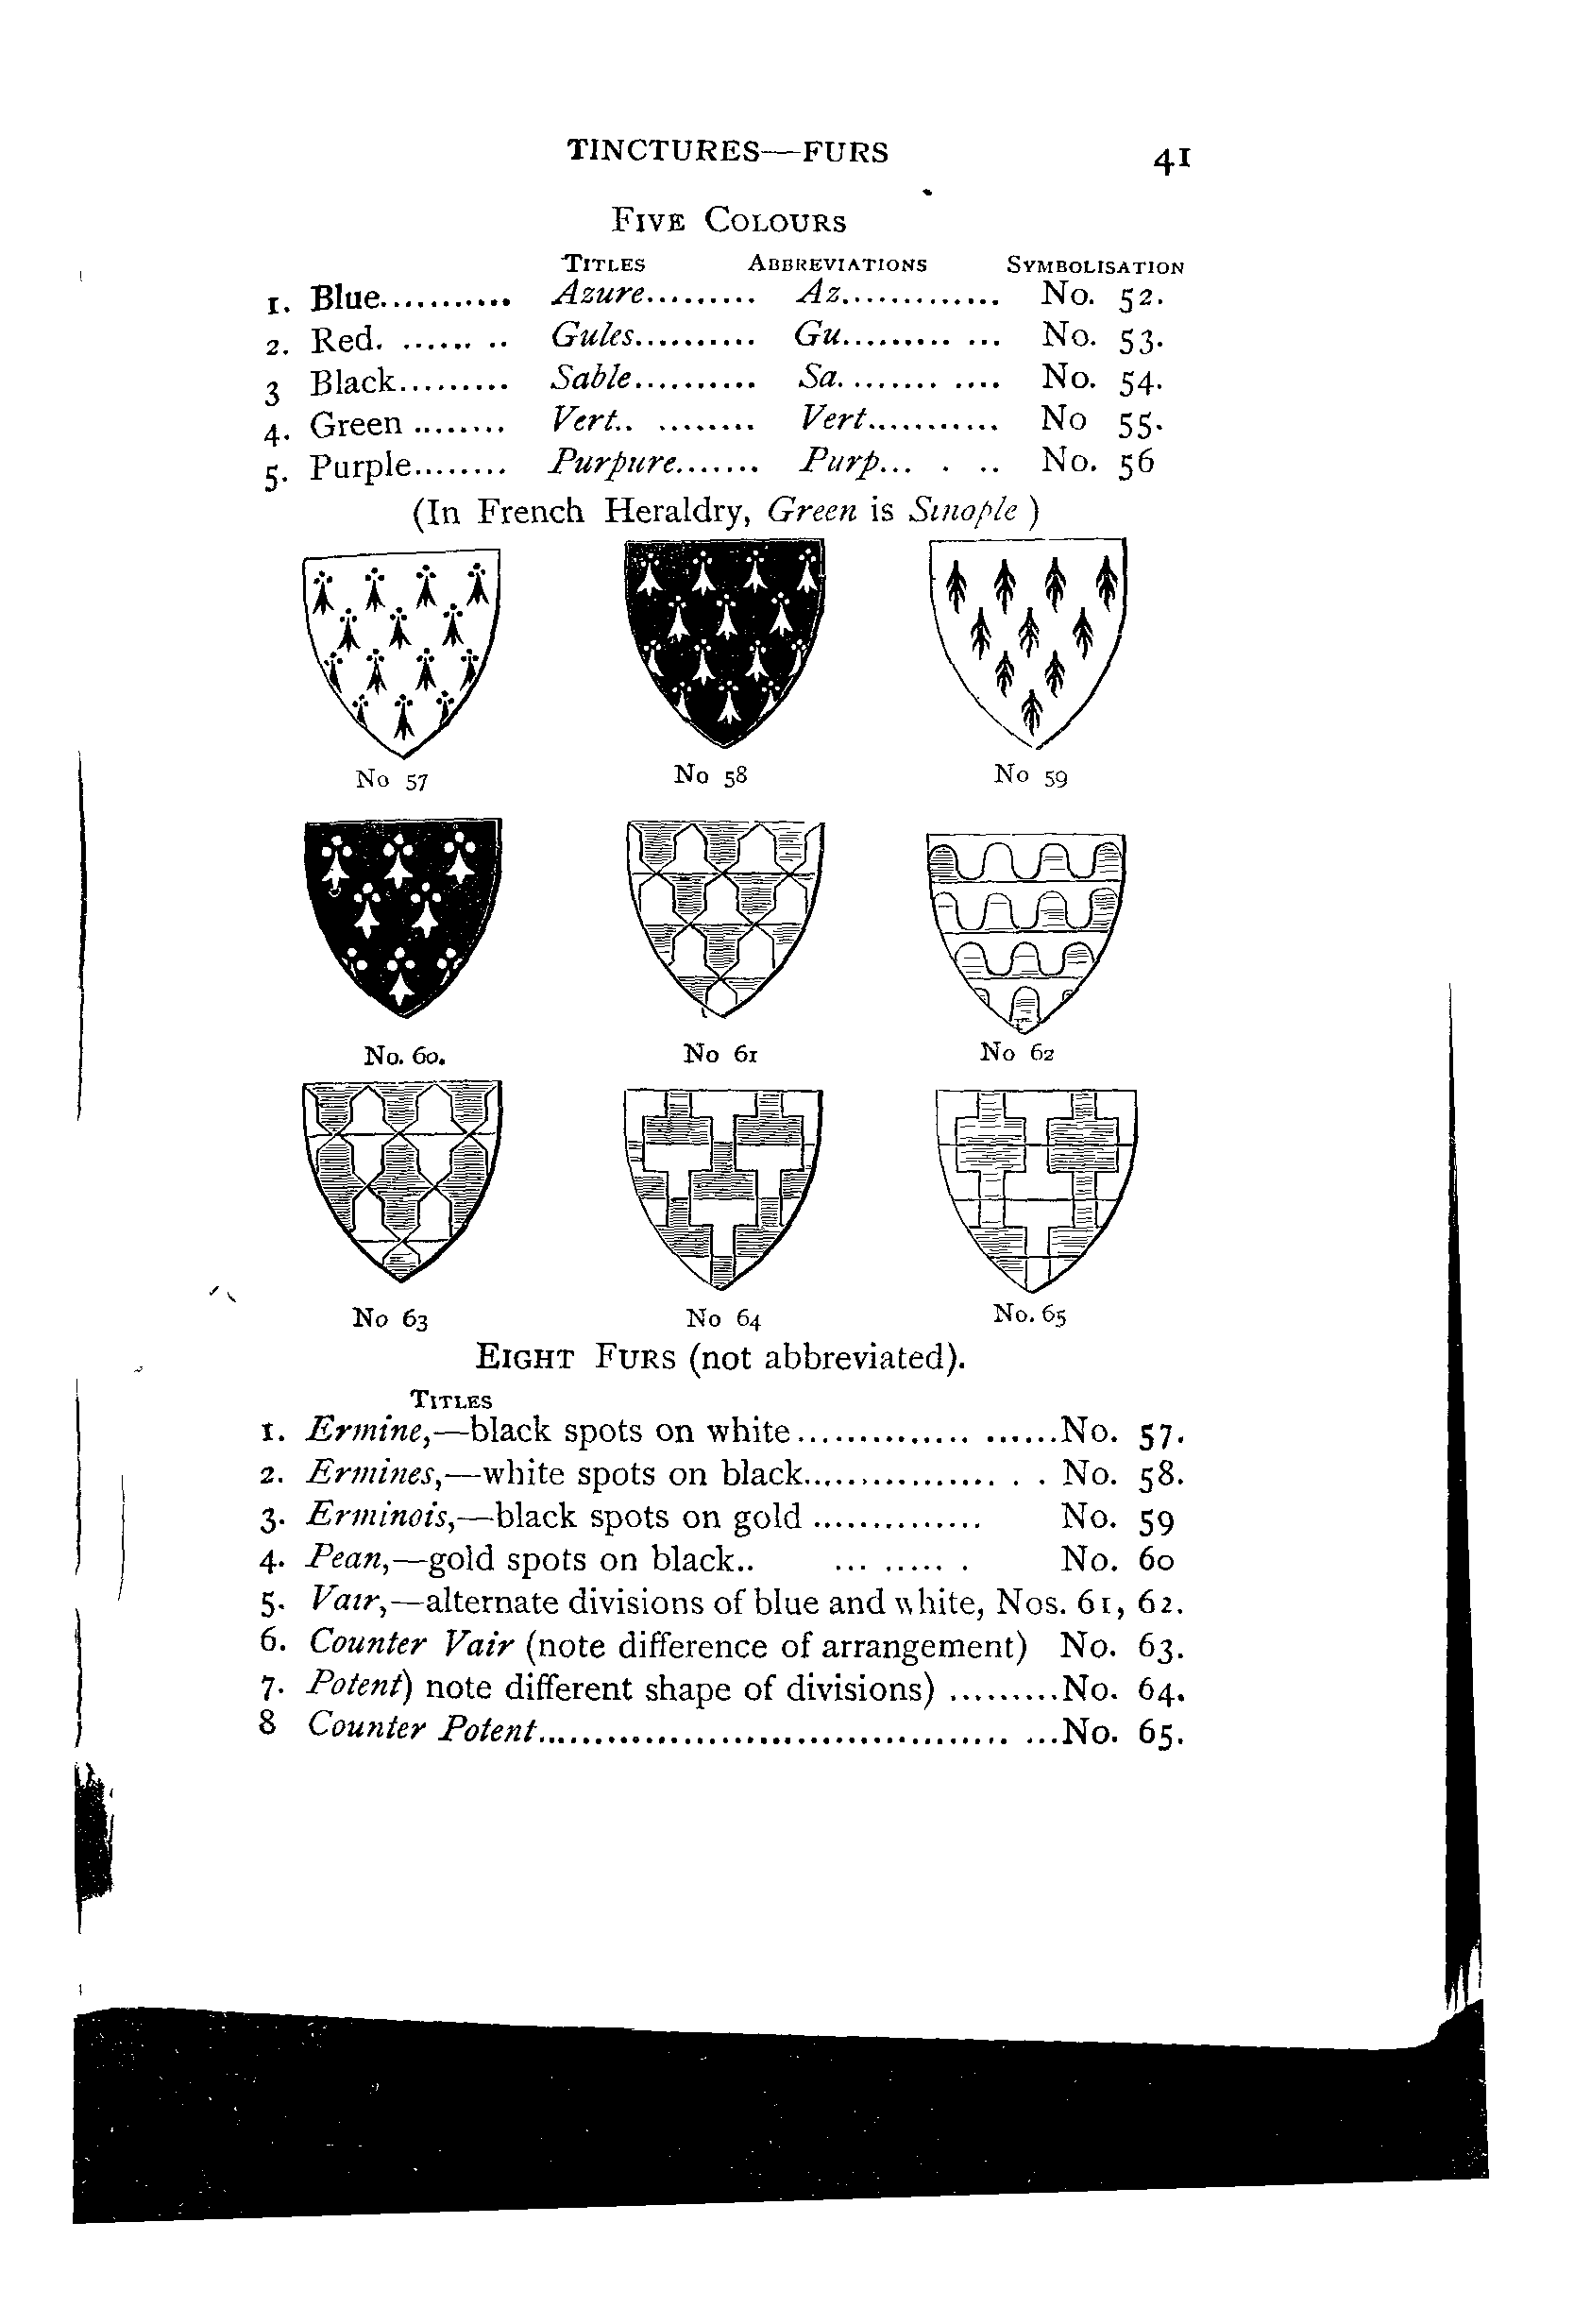 TINCTURES—FURS 41
FIVE COLOURS
TITLES ABBREVIATIONS SYMBOLISATION
1. Blue........... Azure......... Az............. No. 52.
2. Red. ...... .. Gules.......... Gu......... ... No. 53.
3 Black......... Sable.......... Sa. ........ .... No. 54.
4. Green ........ Vert.. ........ Vert........... No 55.
5. Purple........ Purpure....... Purp... . .. No. 56
(In French Heraldry, Green is Sinople )
No 57 No 58 No 59
No. 60. No 61 No 62
No 63 No 64 No. 65
EIGHT FURS (not abbreviated).
TITLES
1. Ermine,—black spots on white............... ......No. 57.
2. Ermines,—white spots on black................. . . No. 58.
3. Erminois,—black spots on gold .............. No. 59
4. Pean,—gold spots on black.. ... ...... . No. 60
5. Vair,—alternate divisions of blue and white, Nos. 61, 62.
6. Counter Vair (note difference of arrangement) No. 63.
7. Potent) note different shape of divisions) .........No. 64.
8 Counter Potent...................................... ...No. 65.